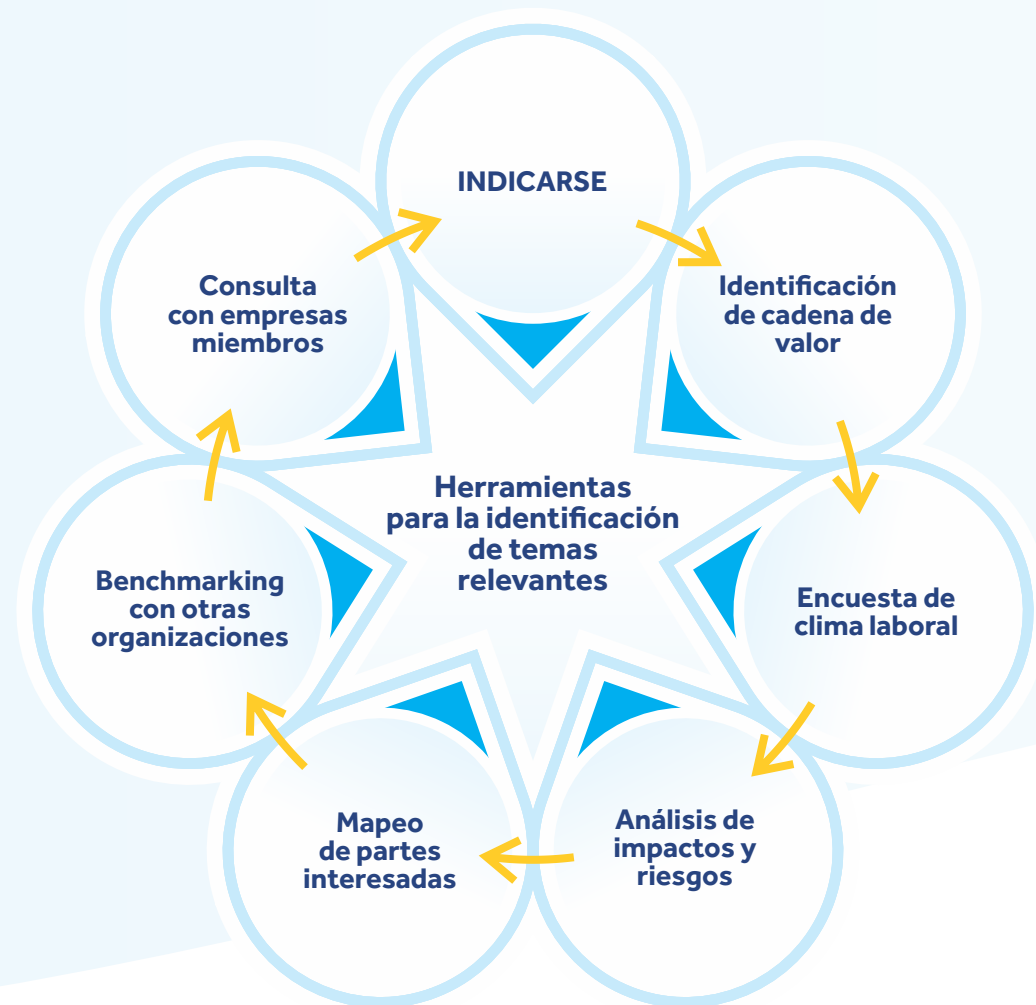 INDICARSE
Identificación
de cadena de
valor
Encuesta de
clima laboral
Análisis de
impactos y
riesgos
Mapeo
de partes
interesadas
Benchmarking
con otras
organizaciones
Consulta
con empresas
miembros
Herramientas
para la identificación
de temas
relevantes